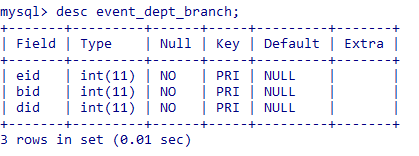 mysql> desc event_dept_branch;
+-------+---------+------+-----+---------+-------+
| Field | Type    | Null | Key | Default | Extra |
+-------+---------+------+-----+---------+-------+
| eid   | int(11) | NO   | PRI | NULL    |       |
| bid   | int(11) | NO   | PRI | NULL    |       |
| did   | int(11) | NO   | PRI | NULL    |       |
+-------+---------+------+-----+---------+-------+
3 rows in set (0.01 sec)